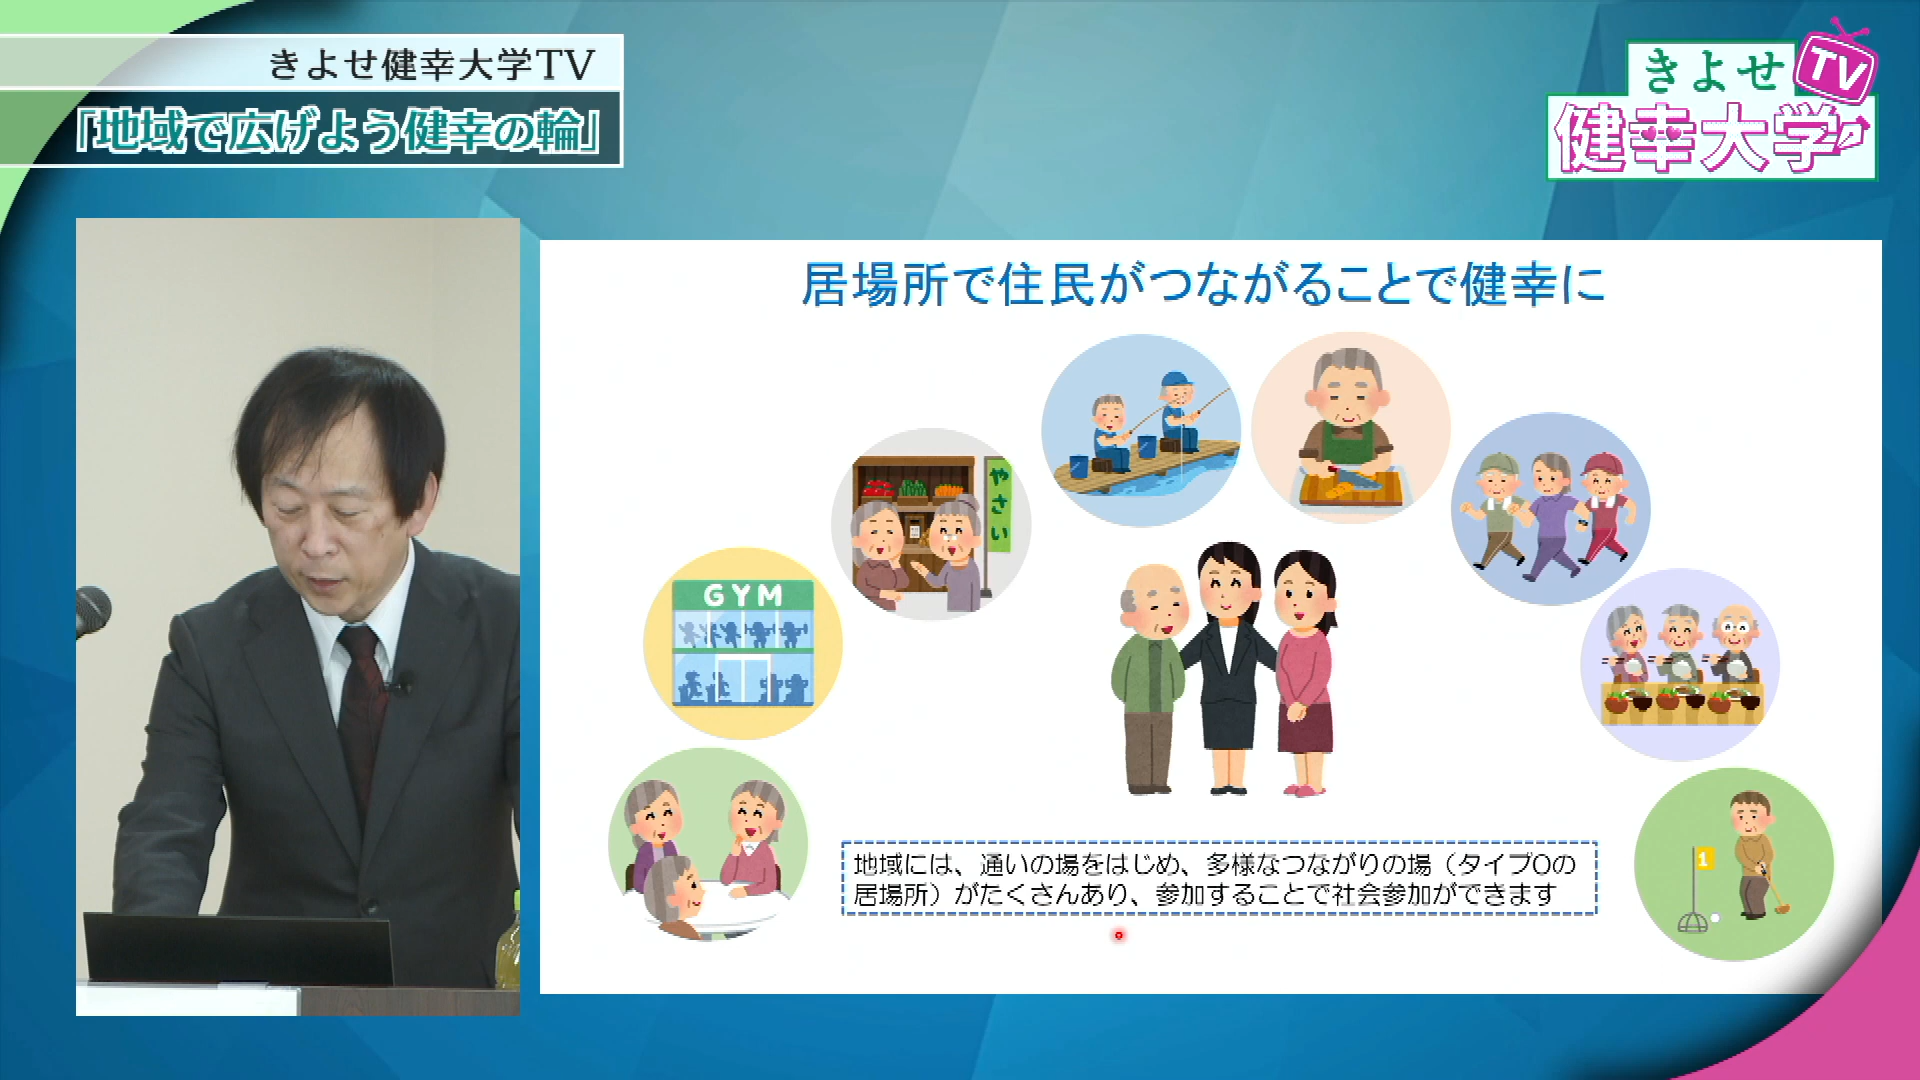 きよせ健幸大学TV
「地域で広げよう健幸の輪」
きよせ
TV
健幸大学
居場所で住民がつながることで健幸に
やさい
GYM
1
地域には、通いの場をはじめ、多様なつながりの場（タイプ0の
居場所）がたくさんあり、参加することで社会参加ができます